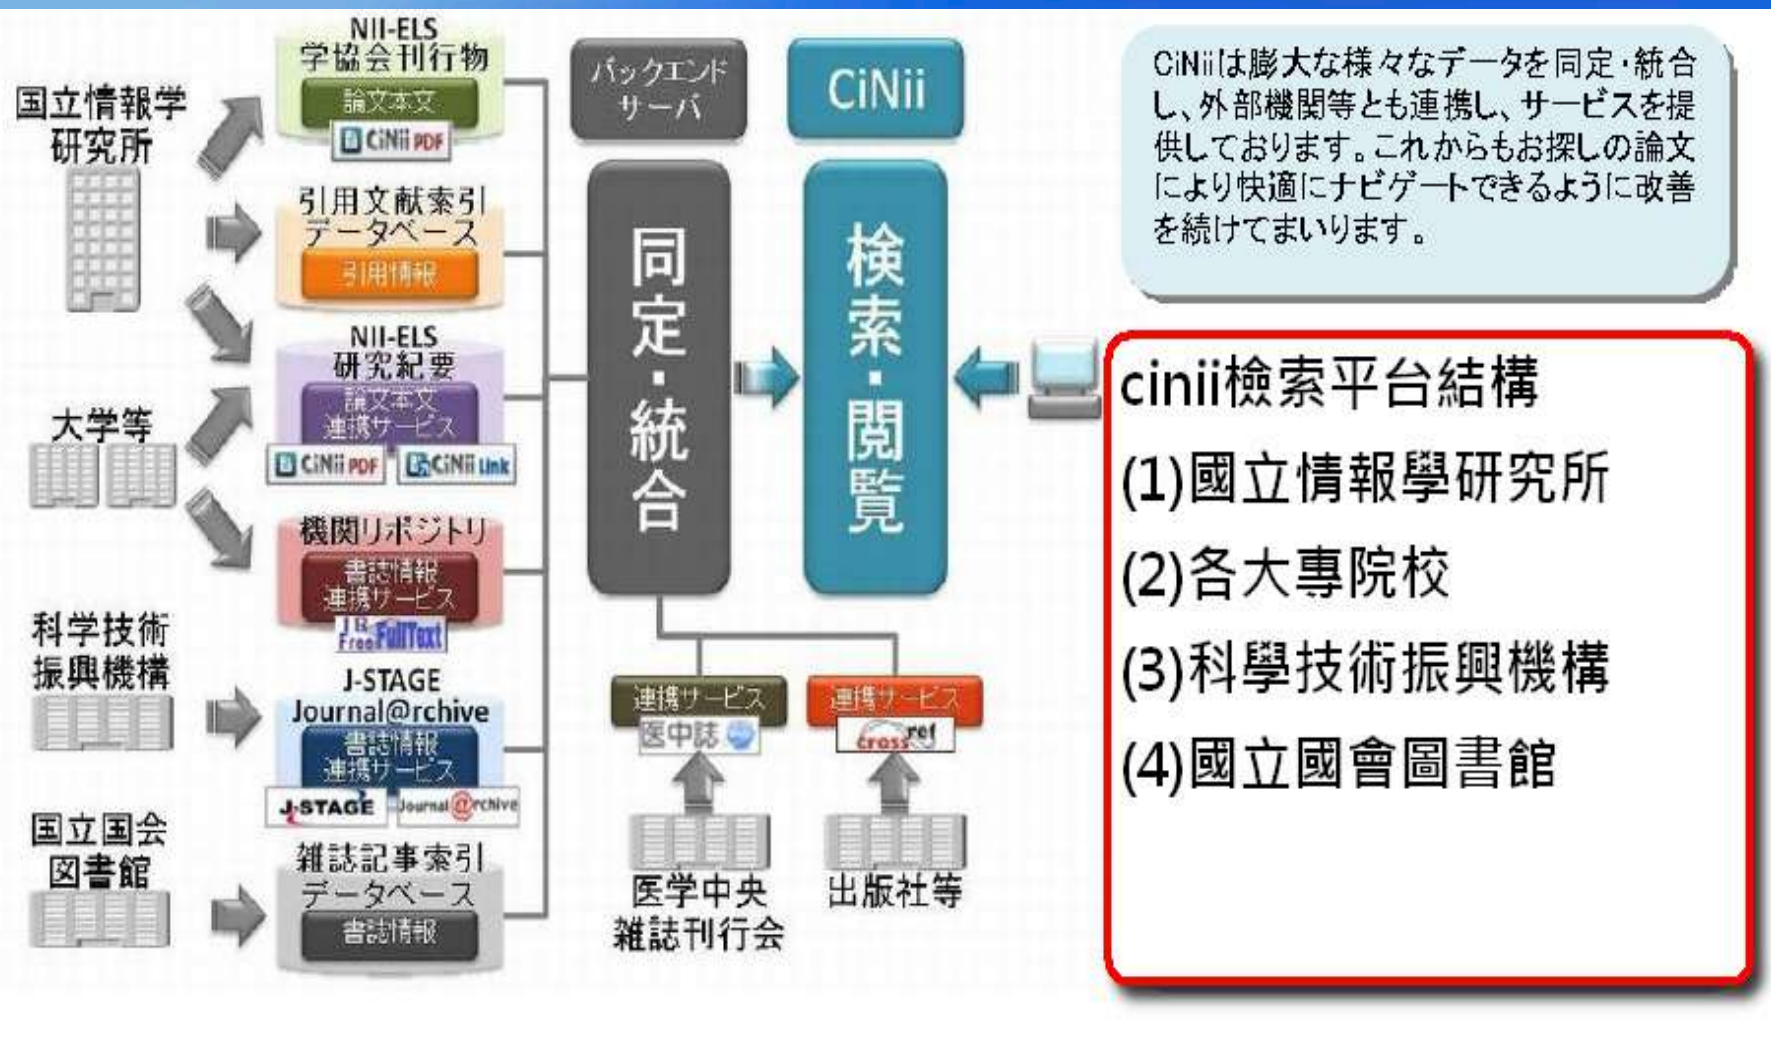 国立情報学
研究所
大学等
科学技術
振興機構
国立国会
図書館
NII-ELS
学協会刊行物
論文本文
CiNii PDF
引用文献索引
データベース
引用情報
NII-ELS
研究紀要
論文本文
連携サービス
CiNii PDF
CiNii Link
機関リポジトリ
書誌情報
連携サービス
JR
Free FullText
J-STAGE
Journal@rchive
書誌情報
連携サービス
J-STAGE
Journal@rchive
雑誌記事索引
データベース
書誌情報
バックエンド
サーバ
同定・統合
CiNii
検索・閲覧
連携サービス
医中誌
医学中央
雑誌刊行会
連携サービス
crossref
出版社等
CiNiiは膨大な様々なデータを同定・統合
し、外部機関等とも連携し、サービスを提
供しております。これからもお探しの論文
により快適にナビゲートできるように改善
を続けてまいります。
cinii檢索平台結構
(1)國立情報學研究所
(2)各大專院校
(3)科學技術振興機構
(4)國立國會圖書館